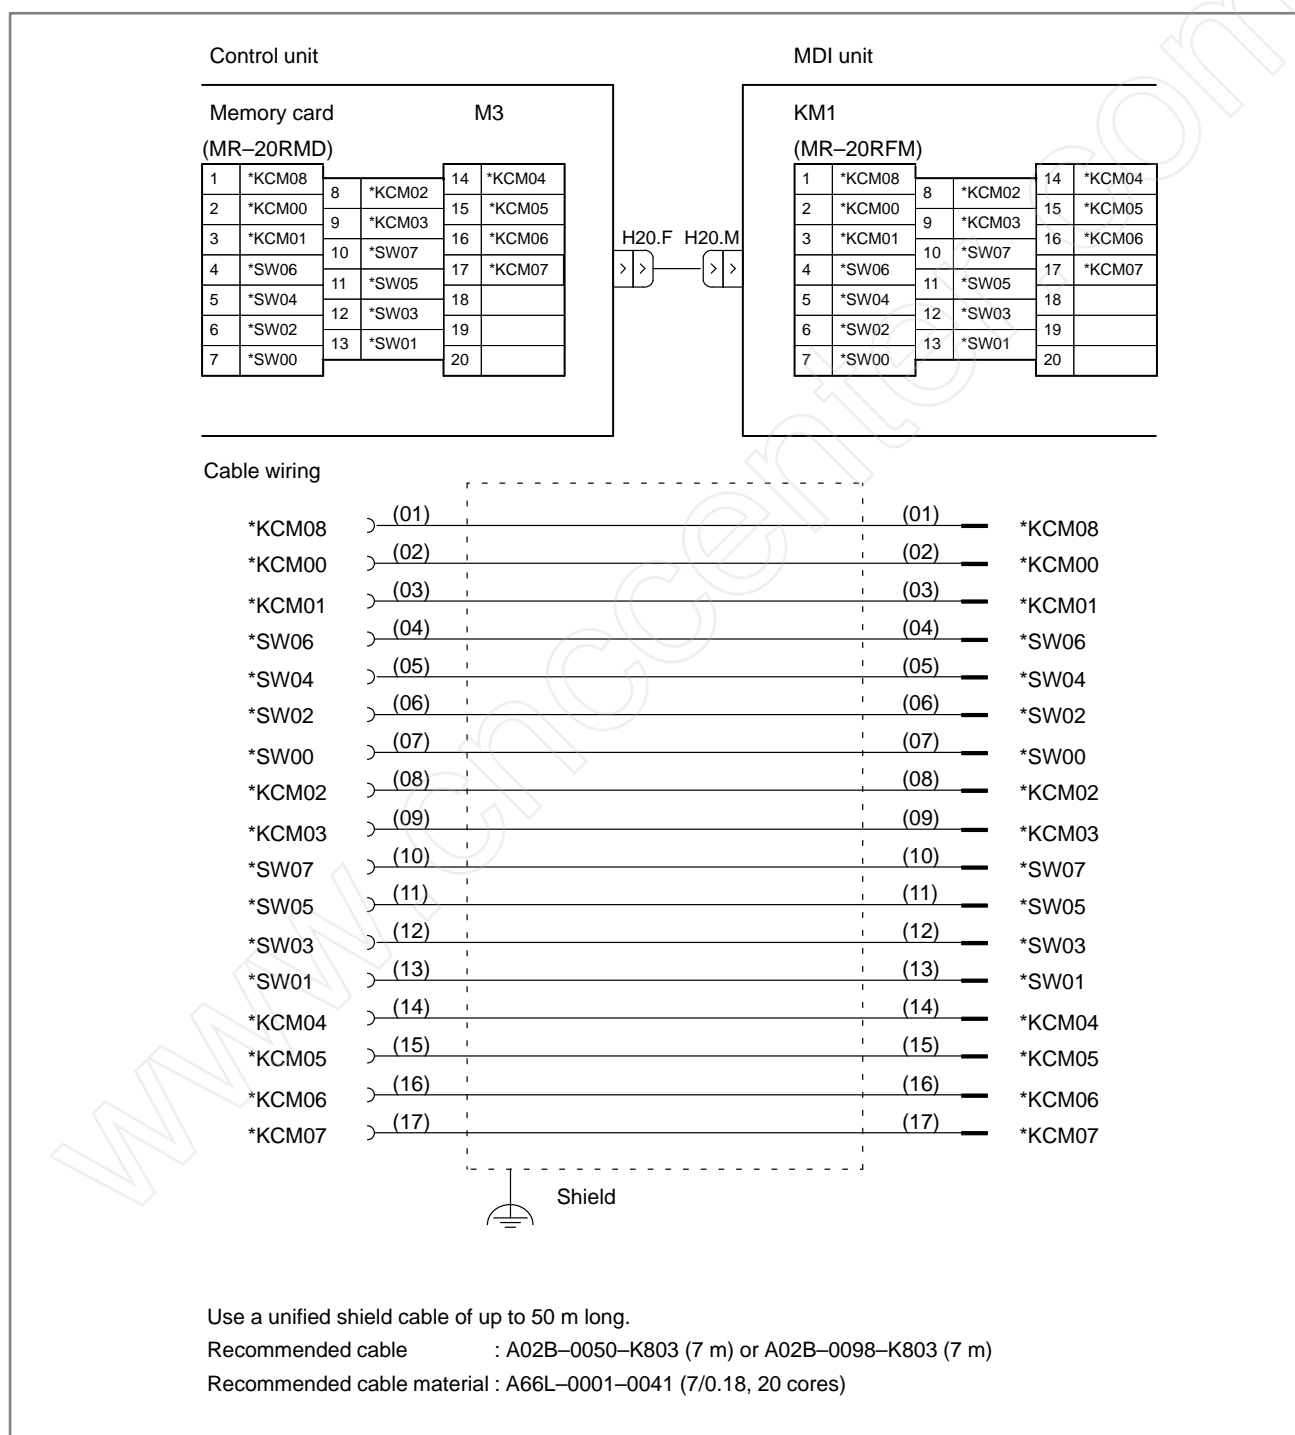 Control unit
MDI unit
Memory card M3
KM1
(MR–20RMD)
(MR–20RFM)
1 *KCM08
2 *KCM00
3 *KCM01
4 *SW06
5 *SW04
6 *SW02
7 *SW00
8 *KCM02
9 *KCM03
10 *SW07
11 *SW05
12 *SW03
13 *SW01
14 *KCM04
15 *KCM05
16 *KCM06
17 *KCM07
18
19
20
H20.F H20.M
1 *KCM08
2 *KCM00
3 *KCM01
4 *SW06
5 *SW04
6 *SW02
7 *SW00
8 *KCM02
9 *KCM03
10 *SW07
11 *SW05
12 *SW03
13 *SW01
14 *KCM04
15 *KCM05
16 *KCM06
17 *KCM07
18
19
20
Cable wiring
*KCM08 (01) (01) *KCM08
*KCM00 (02) (02) *KCM00
*KCM01 (03) (03) *KCM01
*SW06 (04) (04) *SW06
*SW04 (05) (05) *SW04
*SW02 (06) (06) *SW02
*SW00 (07) (07) *SW00
*KCM02 (08) (08) *KCM02
*KCM03 (09) (09) *KCM03
*SW07 (10) (10) *SW07
*SW05 (11) (11) *SW05
*SW03 (12) (12) *SW03
*SW01 (13) (13) *SW01
*KCM04 (14) (14) *KCM04
*KCM05 (15) (15) *KCM05
*KCM06 (16) (16) *KCM06
*KCM07 (17) (17) *KCM07
Shield
Use a unified shield cable of up to 50 m long.
Recommended cable : A02B–0050–K803 (7 m) or A02B–0098–K803 (7 m)
Recommended cable material : A66L–0001–0041 (7/0.18, 20 cores)
www.cnccenter.com